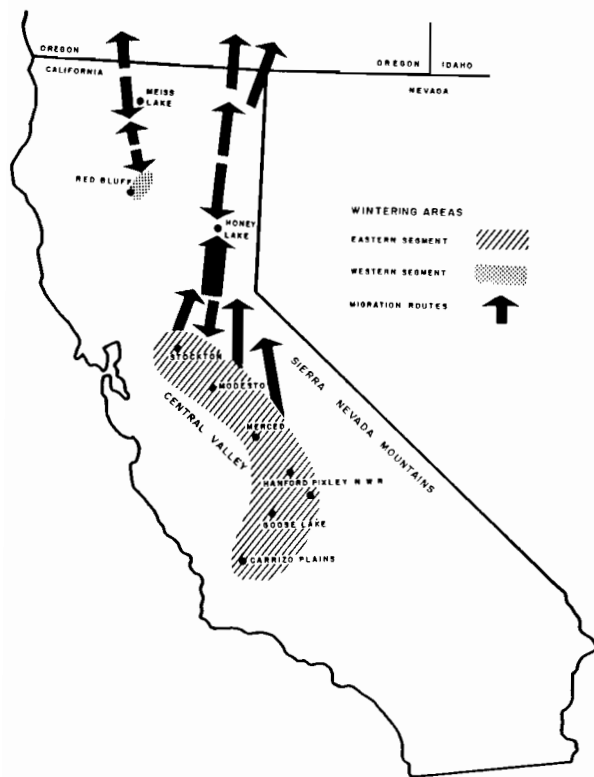 OREGON
CALIFORNIA
OREGON
IDAHO
NEVADA
MEISS
LAKE
RED BLUFF
HONEY
LAKE
WINTERING AREAS
EASTERN SEGMENT
WESTERN SEGMENT
MIGRATION ROUTES
STOCKTON
MODESTO
MERCED
SIERRA NEVADA MOUNTAINS
CENTRAL VALLEY
HANFORD
PIXLEY N W R
GOOSE LAKE
CARRIZO PLAINS